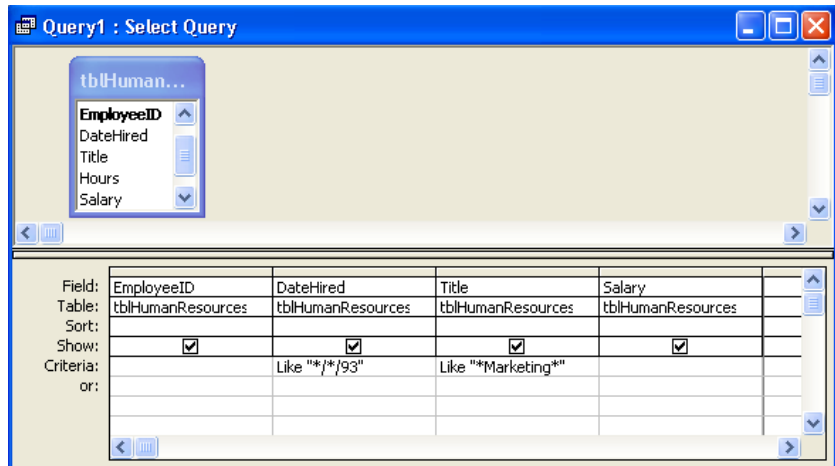 Query1 : Select Query
tblHuman...
EmployeeID
DateHired
Title
Hours
Salary
Field: EmployeeID DateHired Title Salary
Table: tblHumanResources tblHumanResources tblHumanResources tblHumanResources
Sort:
Show:
Criteria: Like "*/*/93" Like "*Marketing*"
or: